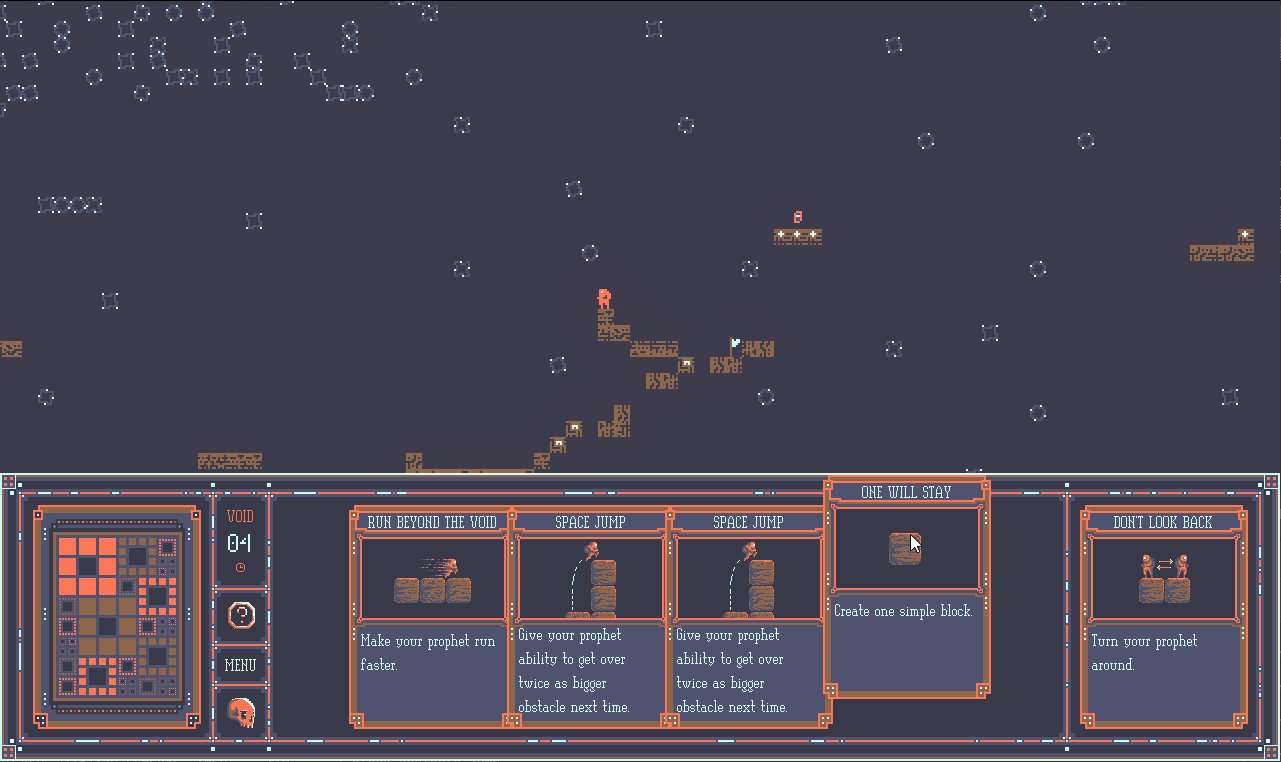 VOID
04
?
MENU
RUN BEYOND THE VOID
Make your prophet run
faster.
SPACE JUMP
Give your prophet
ability to get over
twice as bigger
obstacle next time.
SPACE JUMP
Give your prophet
ability to get over
twice as bigger
obstacle next time.
ONE WILL STAY
Create one simple block.
DONT LOOK BACK
Turn your prophet
around.